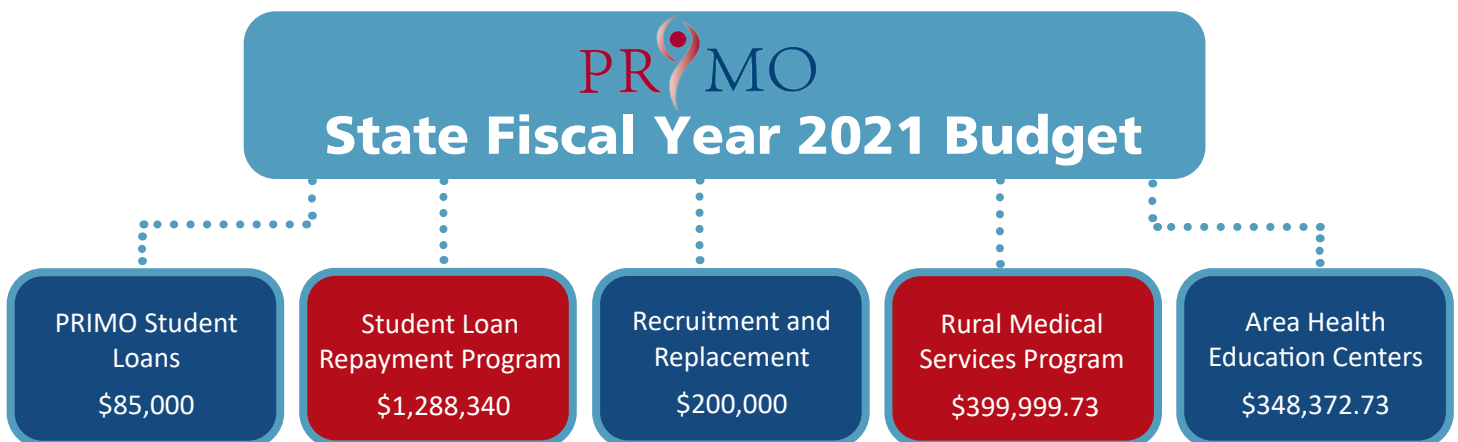 PRIMO
State Fiscal Year 2021 Budget
PRIMO Student
Loans
$85,000
Student Loan
Repayment Program
$1,288,340
Recruitment and
Replacement
$200,000
Rural Medical
Services Program
$399,999.73
Area Health
Education Centers
$348,372.73